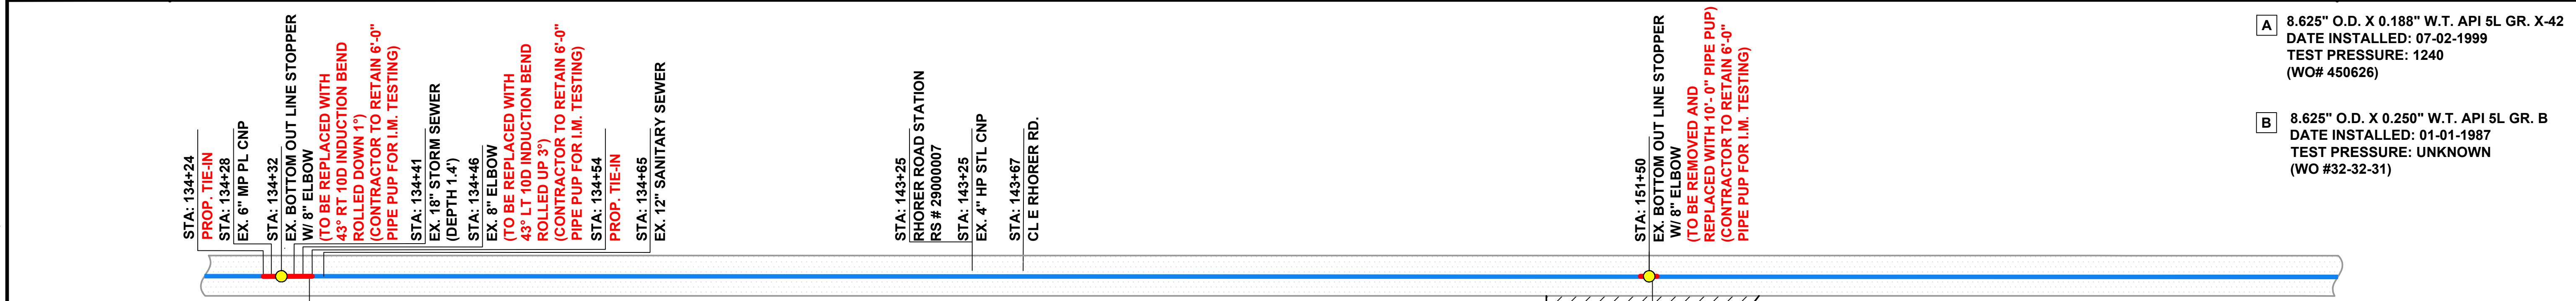 STA: 134+24
PROP. TIE-IN
STA: 134+28
EX. 6" MP PL CNP
STA: 134+32
EX. BOTTOM OUT LINE STOPPER
W/ 8" ELBOW
(TO BE REPLACED WITH
43° RT 10D INDUCTION BEND
ROLLED DOWN 1°)
(CONTRACTOR TO RETAIN 6'-0"
PIPE PUP FOR I.M. TESTING)
STA: 134+41
EX. 18" STORM SEWER
(DEPTH 1.4')
STA: 134+46
EX. 8" ELBOW
(TO BE REPLACED WITH
43° LT 10D INDUCTION BEND
ROLLED UP 3°)
(CONTRACTOR TO RETAIN 6'-0"
PIPE PUP FOR I.M. TESTING)
STA: 134+54
PROP. TIE-IN
STA: 134+65
EX. 12" SANITARY SEWER
STA: 143+25
RHORER ROAD STATION
RS # 29000007
STA: 143+25
EX. 4" HP STL CNP
STA: 143+67
CL E RHORER RD.
STA: 151+50
EX. BOTTOM OUT LINE STOPPER
W/ 8" ELBOW
(TO BE REMOVED AND
REPLACED WITH 10'- 0" PIPE PUP)
(CONTRACTOR TO RETAIN 6'-0"
PIPE PUP FOR I.M. TESTING)
A
8.625" O.D. X 0.188" W.T. API 5L GR. X-42
DATE INSTALLED: 07-02-1999
TEST PRESSURE: 1240
(WO# 450626)
B
8.625" O.D. X 0.250" W.T. API 5L GR. B
DATE INSTALLED: 01-01-1987
TEST PRESSURE: UNKNOWN
(WO #32-32-31)